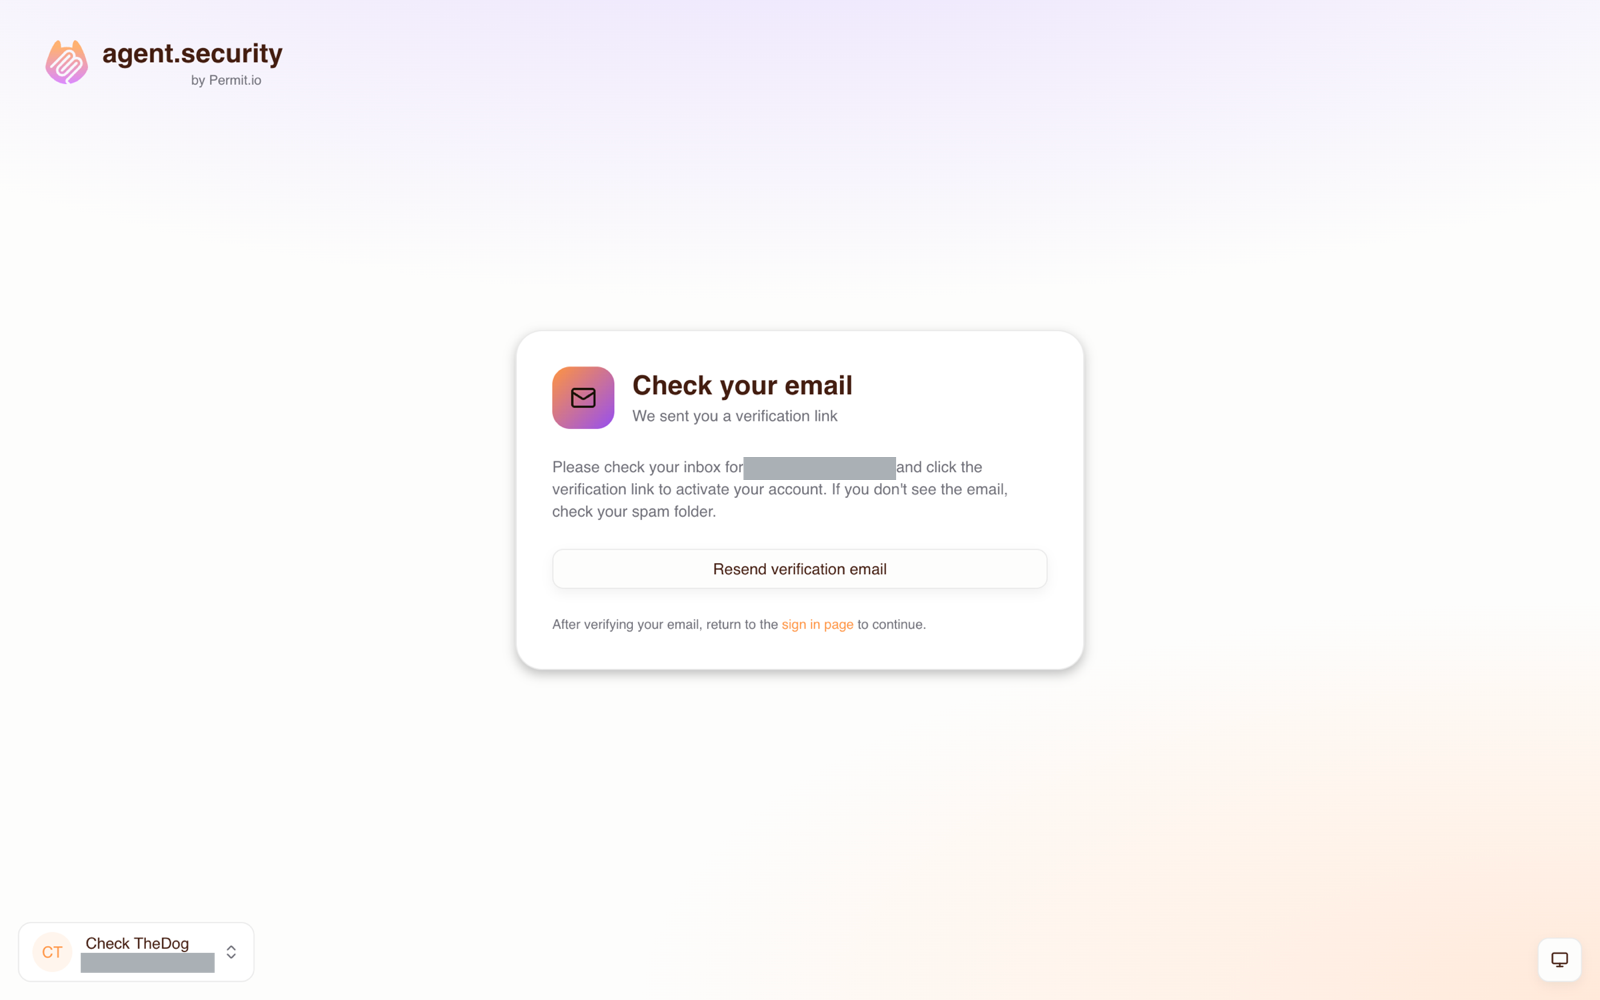 agent.security
by Permit.io
Check your email
We sent you a verification link
Please check your inbox for and click the
verification link to activate your account. If you don't see the email,
check your spam folder.
Resend verification email
After verifying your email, return to the sign in page to continue.
CT
Check TheDog